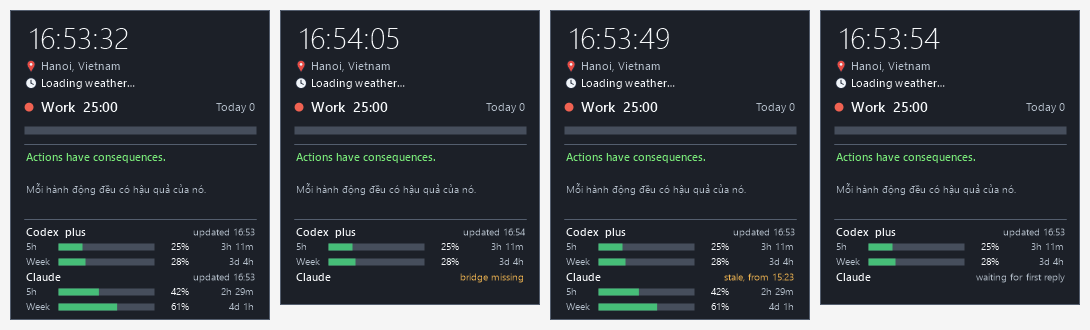 16:53:32
Hanoi, Vietnam
Loading weather...
Work 25:00 Today 0
Actions have consequences.
Mỗi hành động đều có hậu quả của nó.
Codex plus updated 16:53
5h 25% 3h 11m
Week 28% 3d 4h
Claude updated 16:53
5h 42% 2h 29m
Week 61% 4d 1h
16:54:05
Hanoi, Vietnam
Loading weather...
Work 25:00 Today 0
Actions have consequences.
Mỗi hành động đều có hậu quả của nó.
Codex plus updated 16:54
5h 25% 3h 11m
Week 28% 3d 4h
Claude bridge missing
16:53:49
Hanoi, Vietnam
Loading weather...
Work 25:00 Today 0
Actions have consequences.
Mỗi hành động đều có hậu quả của nó.
Codex plus updated 16:53
5h 25% 3h 11m
Week 28% 3d 4h
Claude stale, from 15:23
5h 42% 2h 29m
Week 61% 4d 1h
16:53:54
Hanoi, Vietnam
Loading weather...
Work 25:00 Today 0
Actions have consequences.
Mỗi hành động đều có hậu quả của nó.
Codex plus updated 16:53
5h 25% 3h 11m
Week 28% 3d 4h
Claude waiting for first reply